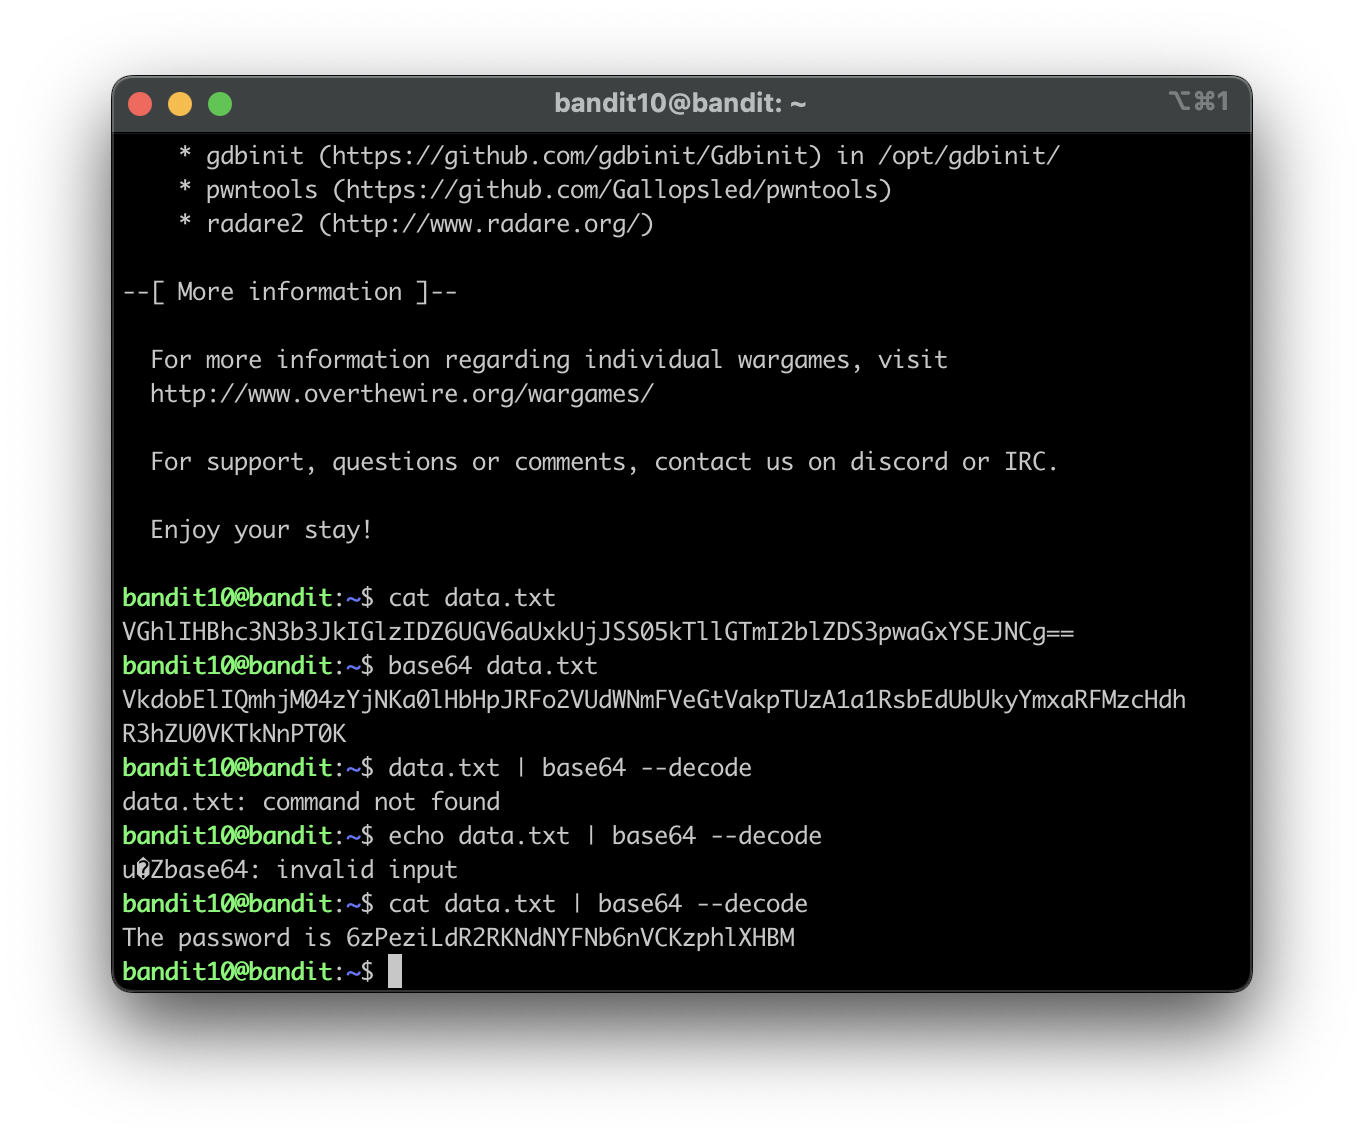 bandit10@bandit: ~
⌥⌘1
* gdbinit (https://github.com/gdbinit/Gdbinit) in /opt/gdbinit/
* pwntools (https://github.com/Gallopsled/pwntools)
* radare2 (http://www.radare.org/)
--[ More information ]--
For more information regarding individual wargames, visit
http://www.overthewire.org/wargames/
For support, questions or comments, contact us on discord or IRC.
Enjoy your stay!
bandit10@bandit:~$ cat data.txt
VGhlIHBhc3N3b3JkIGlzIDZ6UGV6aUxkUjJSS05kTllGTmI2blZDS3pwaGxYSEJNCg==
bandit10@bandit:~$ base64 data.txt
VkdobElIQmhjM04zYjNKa0lHbHpJRFo2VUdWNmFVeGtVakpTUzA1a1RsbEdUbUkyYmxaRFMzcHdh
R3hZU0VKTkNnPT0K
bandit10@bandit:~$ data.txt | base64 --decode
data.txt: command not found
bandit10@bandit:~$ echo data.txt | base64 --decode
u�Zbase64: invalid input
bandit10@bandit:~$ cat data.txt | base64 --decode
The password is 6zPeziLdR2RKNdNYFNb6nVCKzphlXHBM
bandit10@bandit:~$